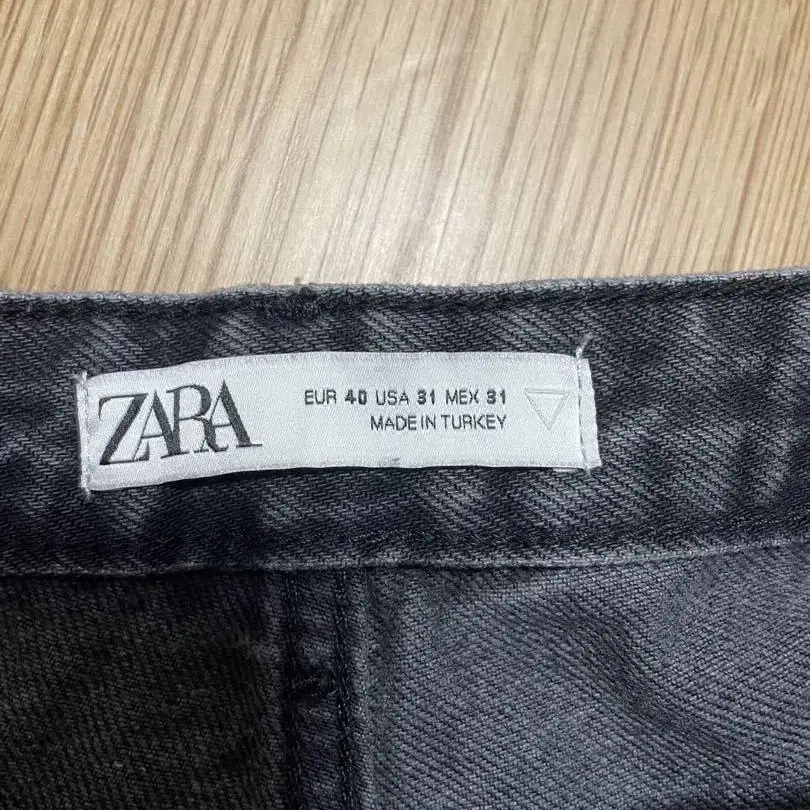 ZARA
EUR 40 USA 31 MEX 31
MADE IN TURKEY